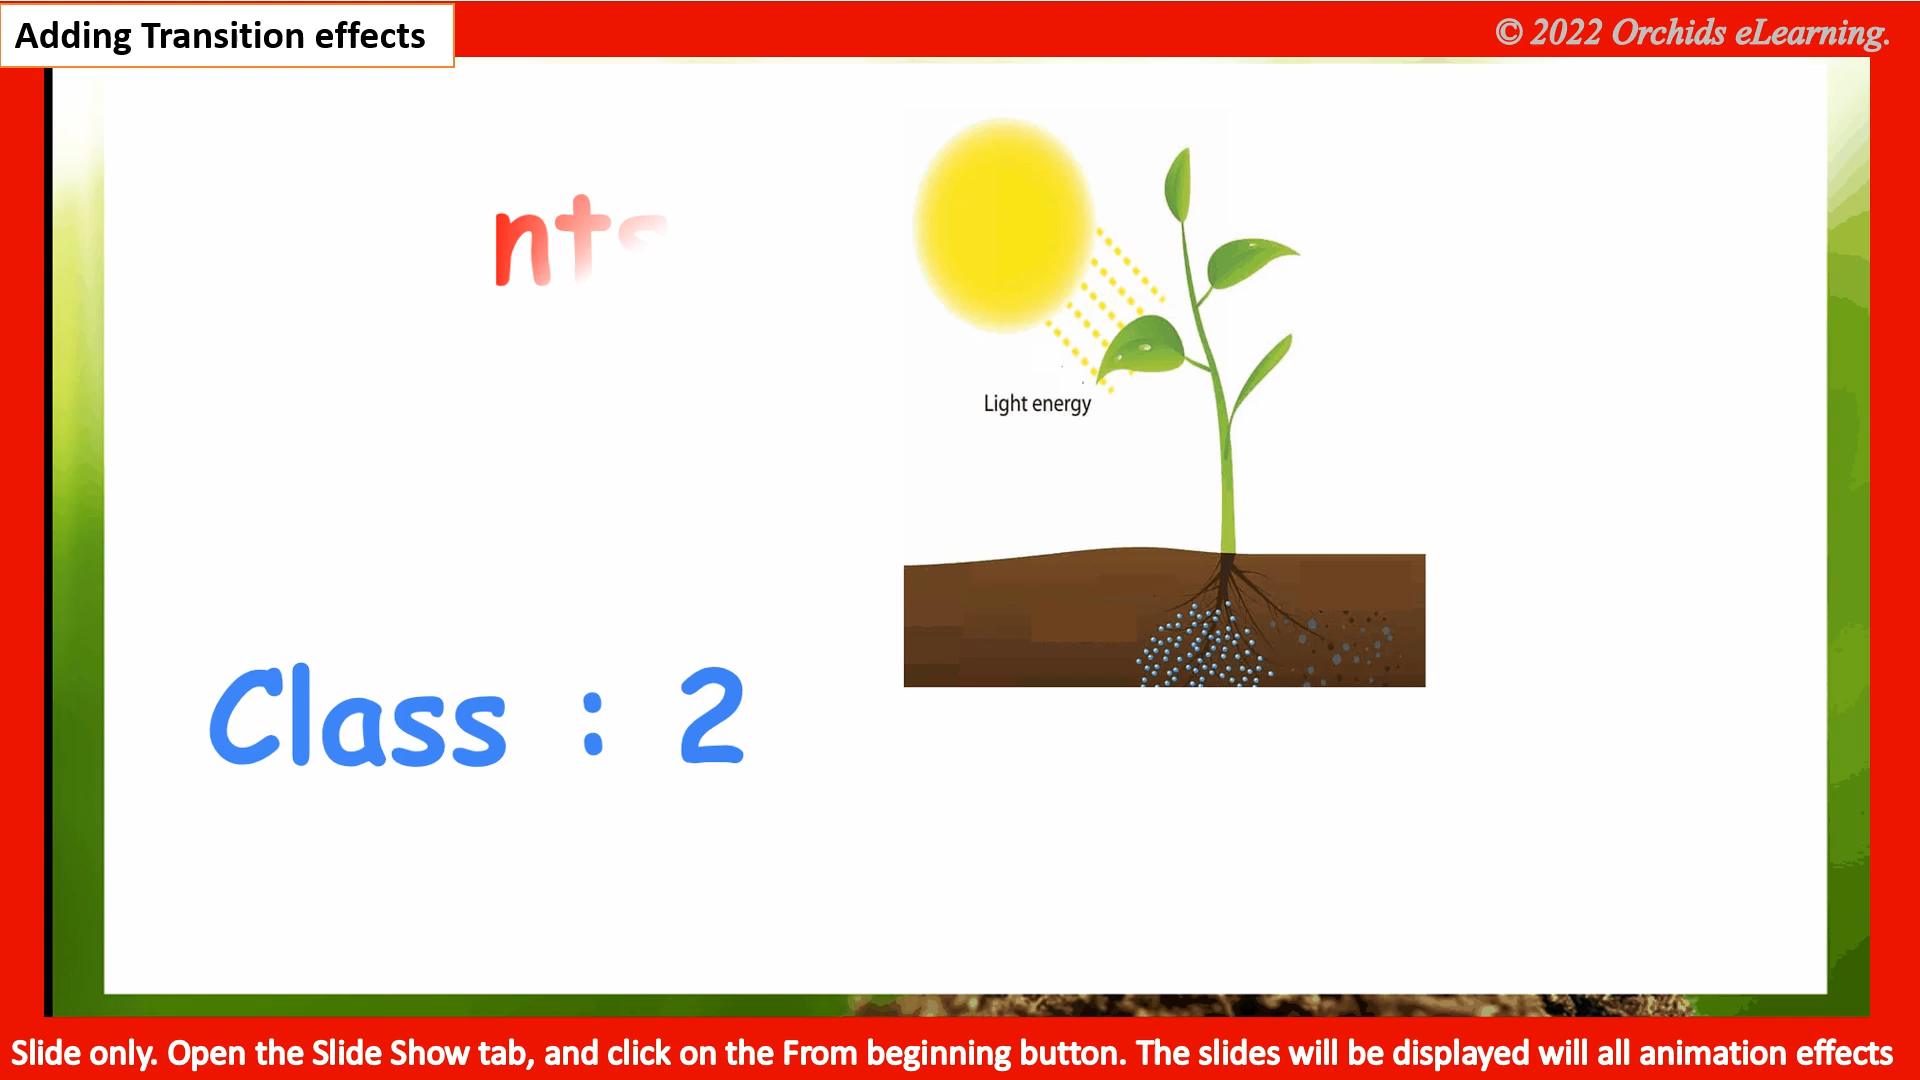 Adding Transition effects
© 2022 Orchids eLearning.
nts
Light energy
Class : 2
Slide only. Open the Slide Show tab, and click on the From beginning button. The slides will be displayed will all animation effects